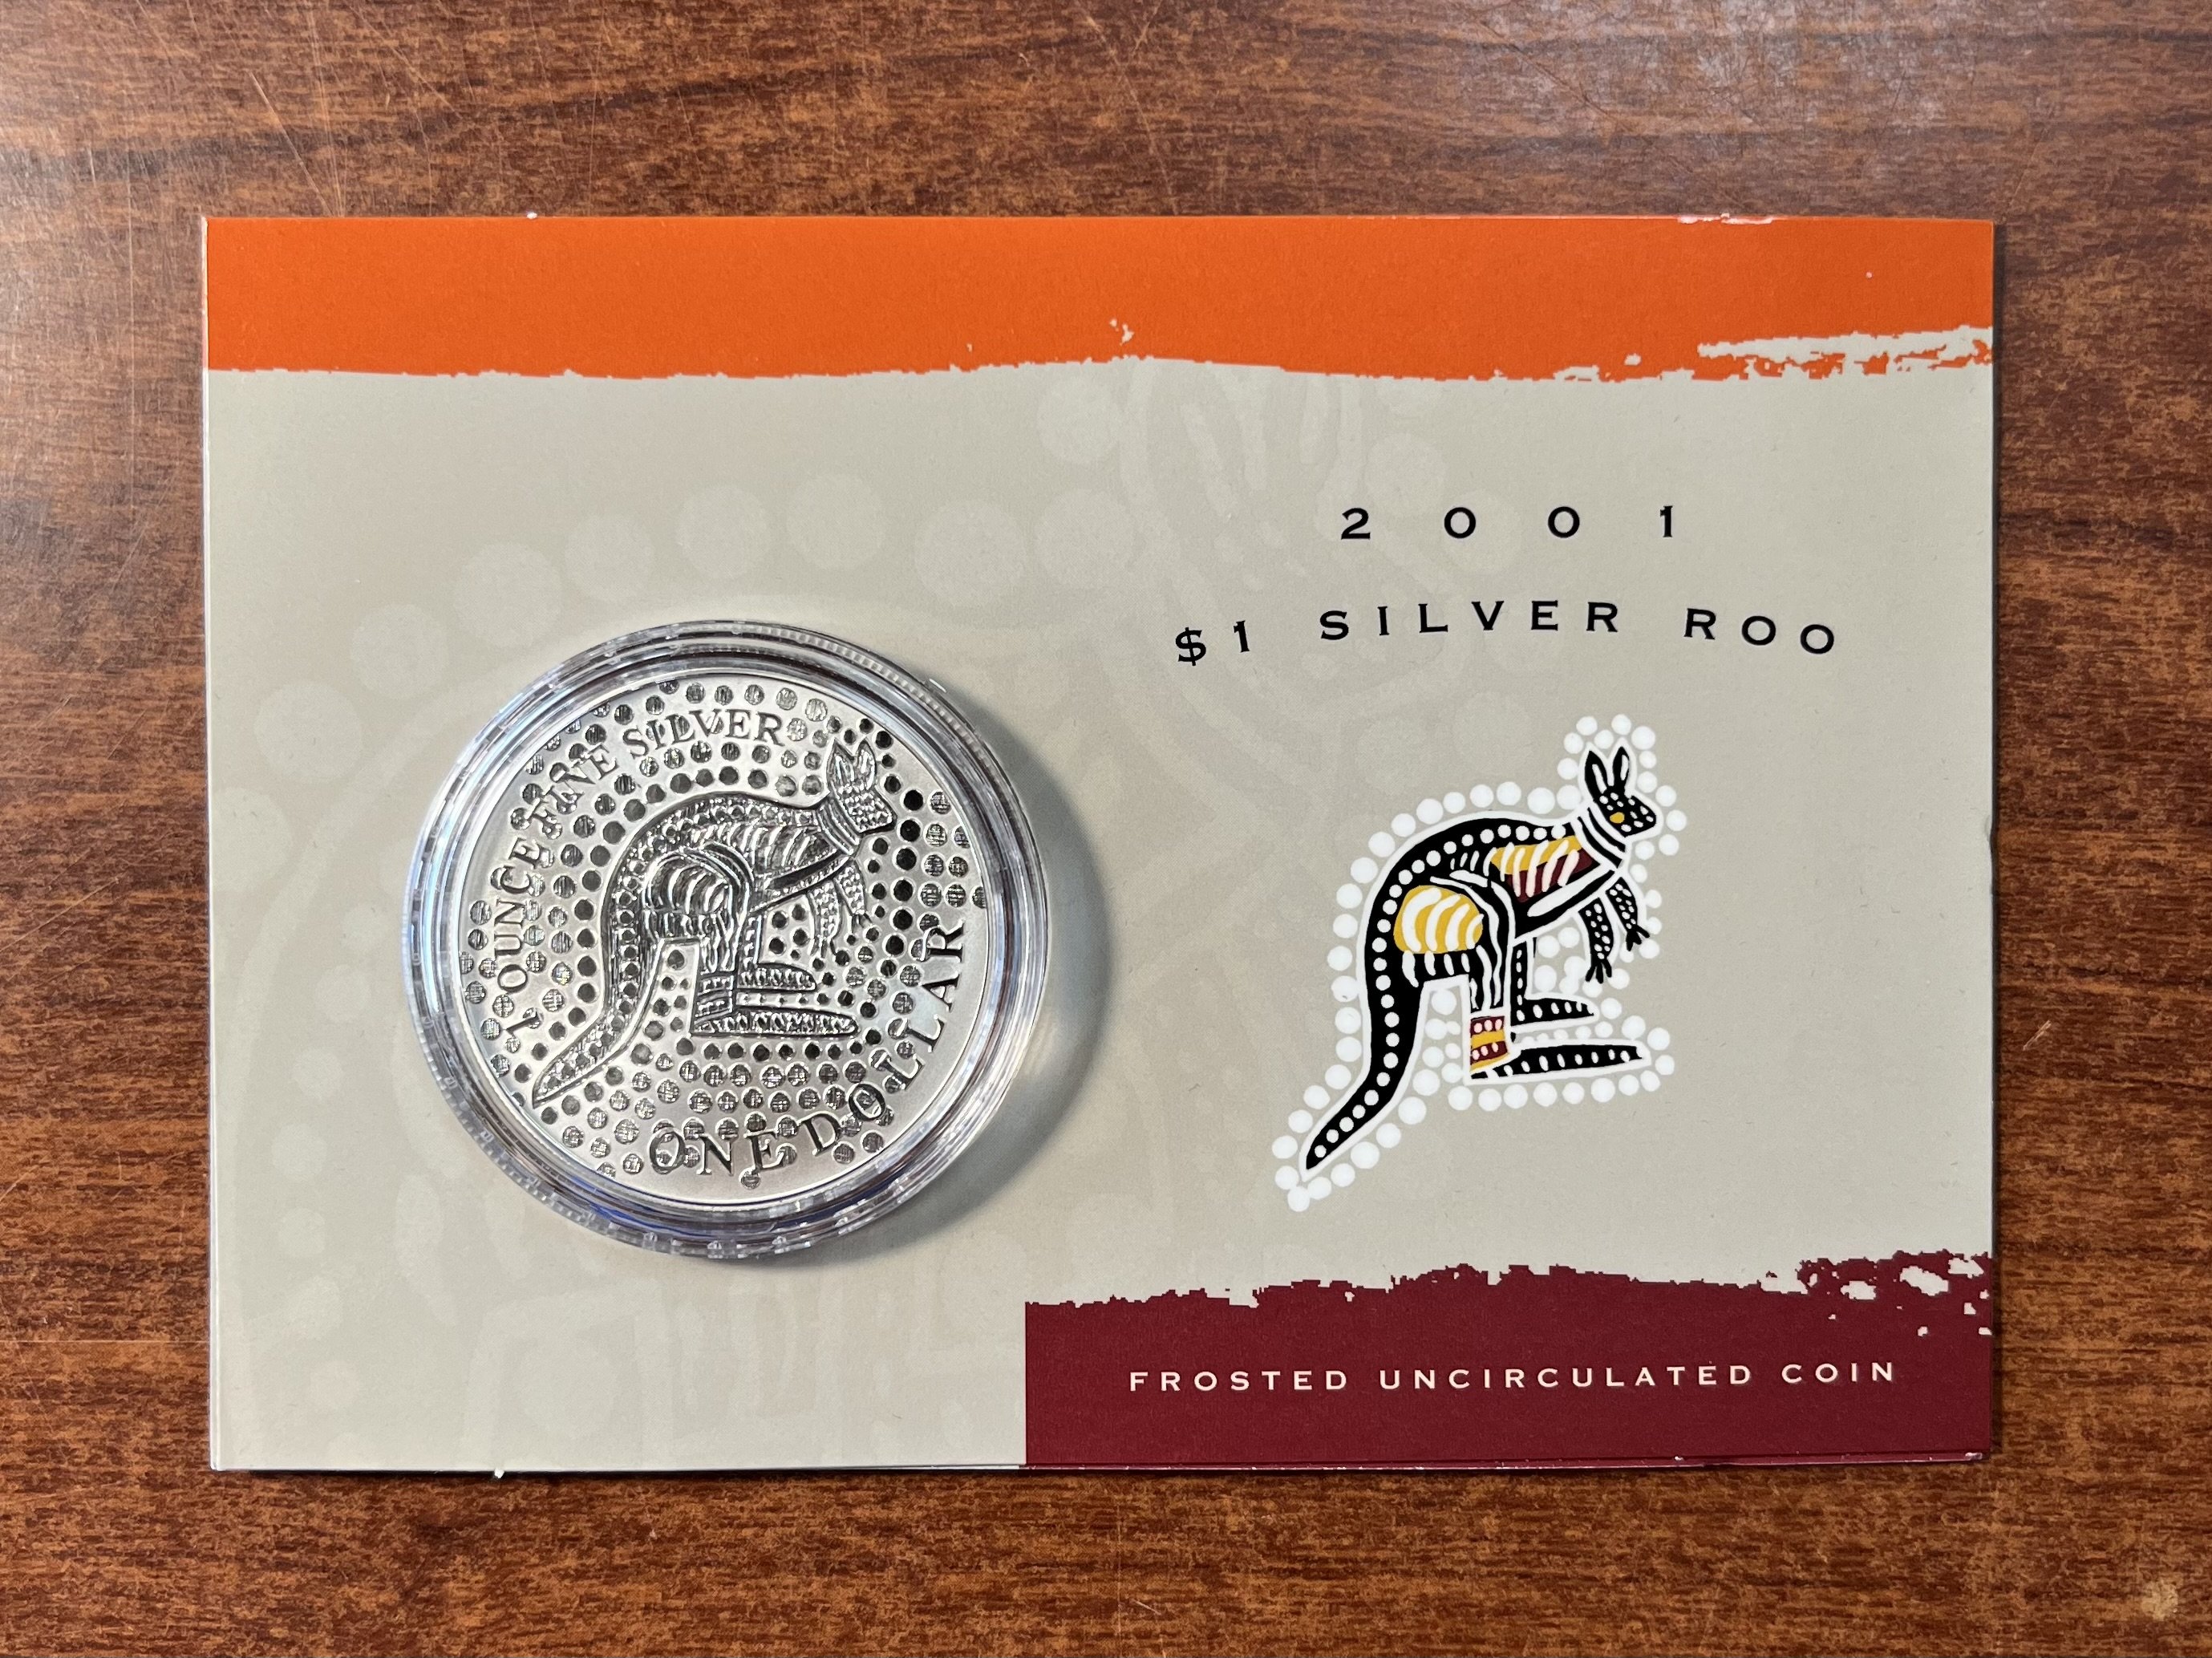 2001
$1 SILVER ROO
1 OUNCE FINE SILVER
ONE DOLLAR
FROSTED UNCIRCULATED COIN